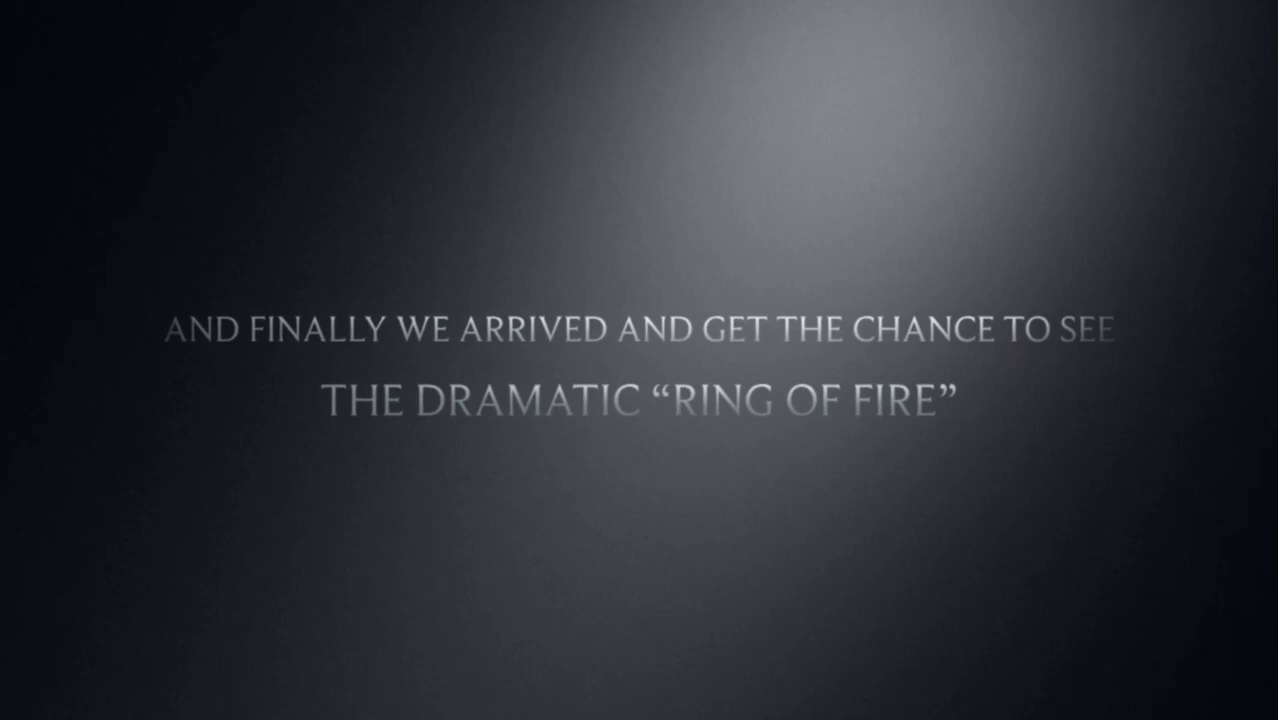 AND FINALLY WE ARRIVED AND GET THE CHANCE TO SEE
THE DRAMATIC “RING OF FIRE”